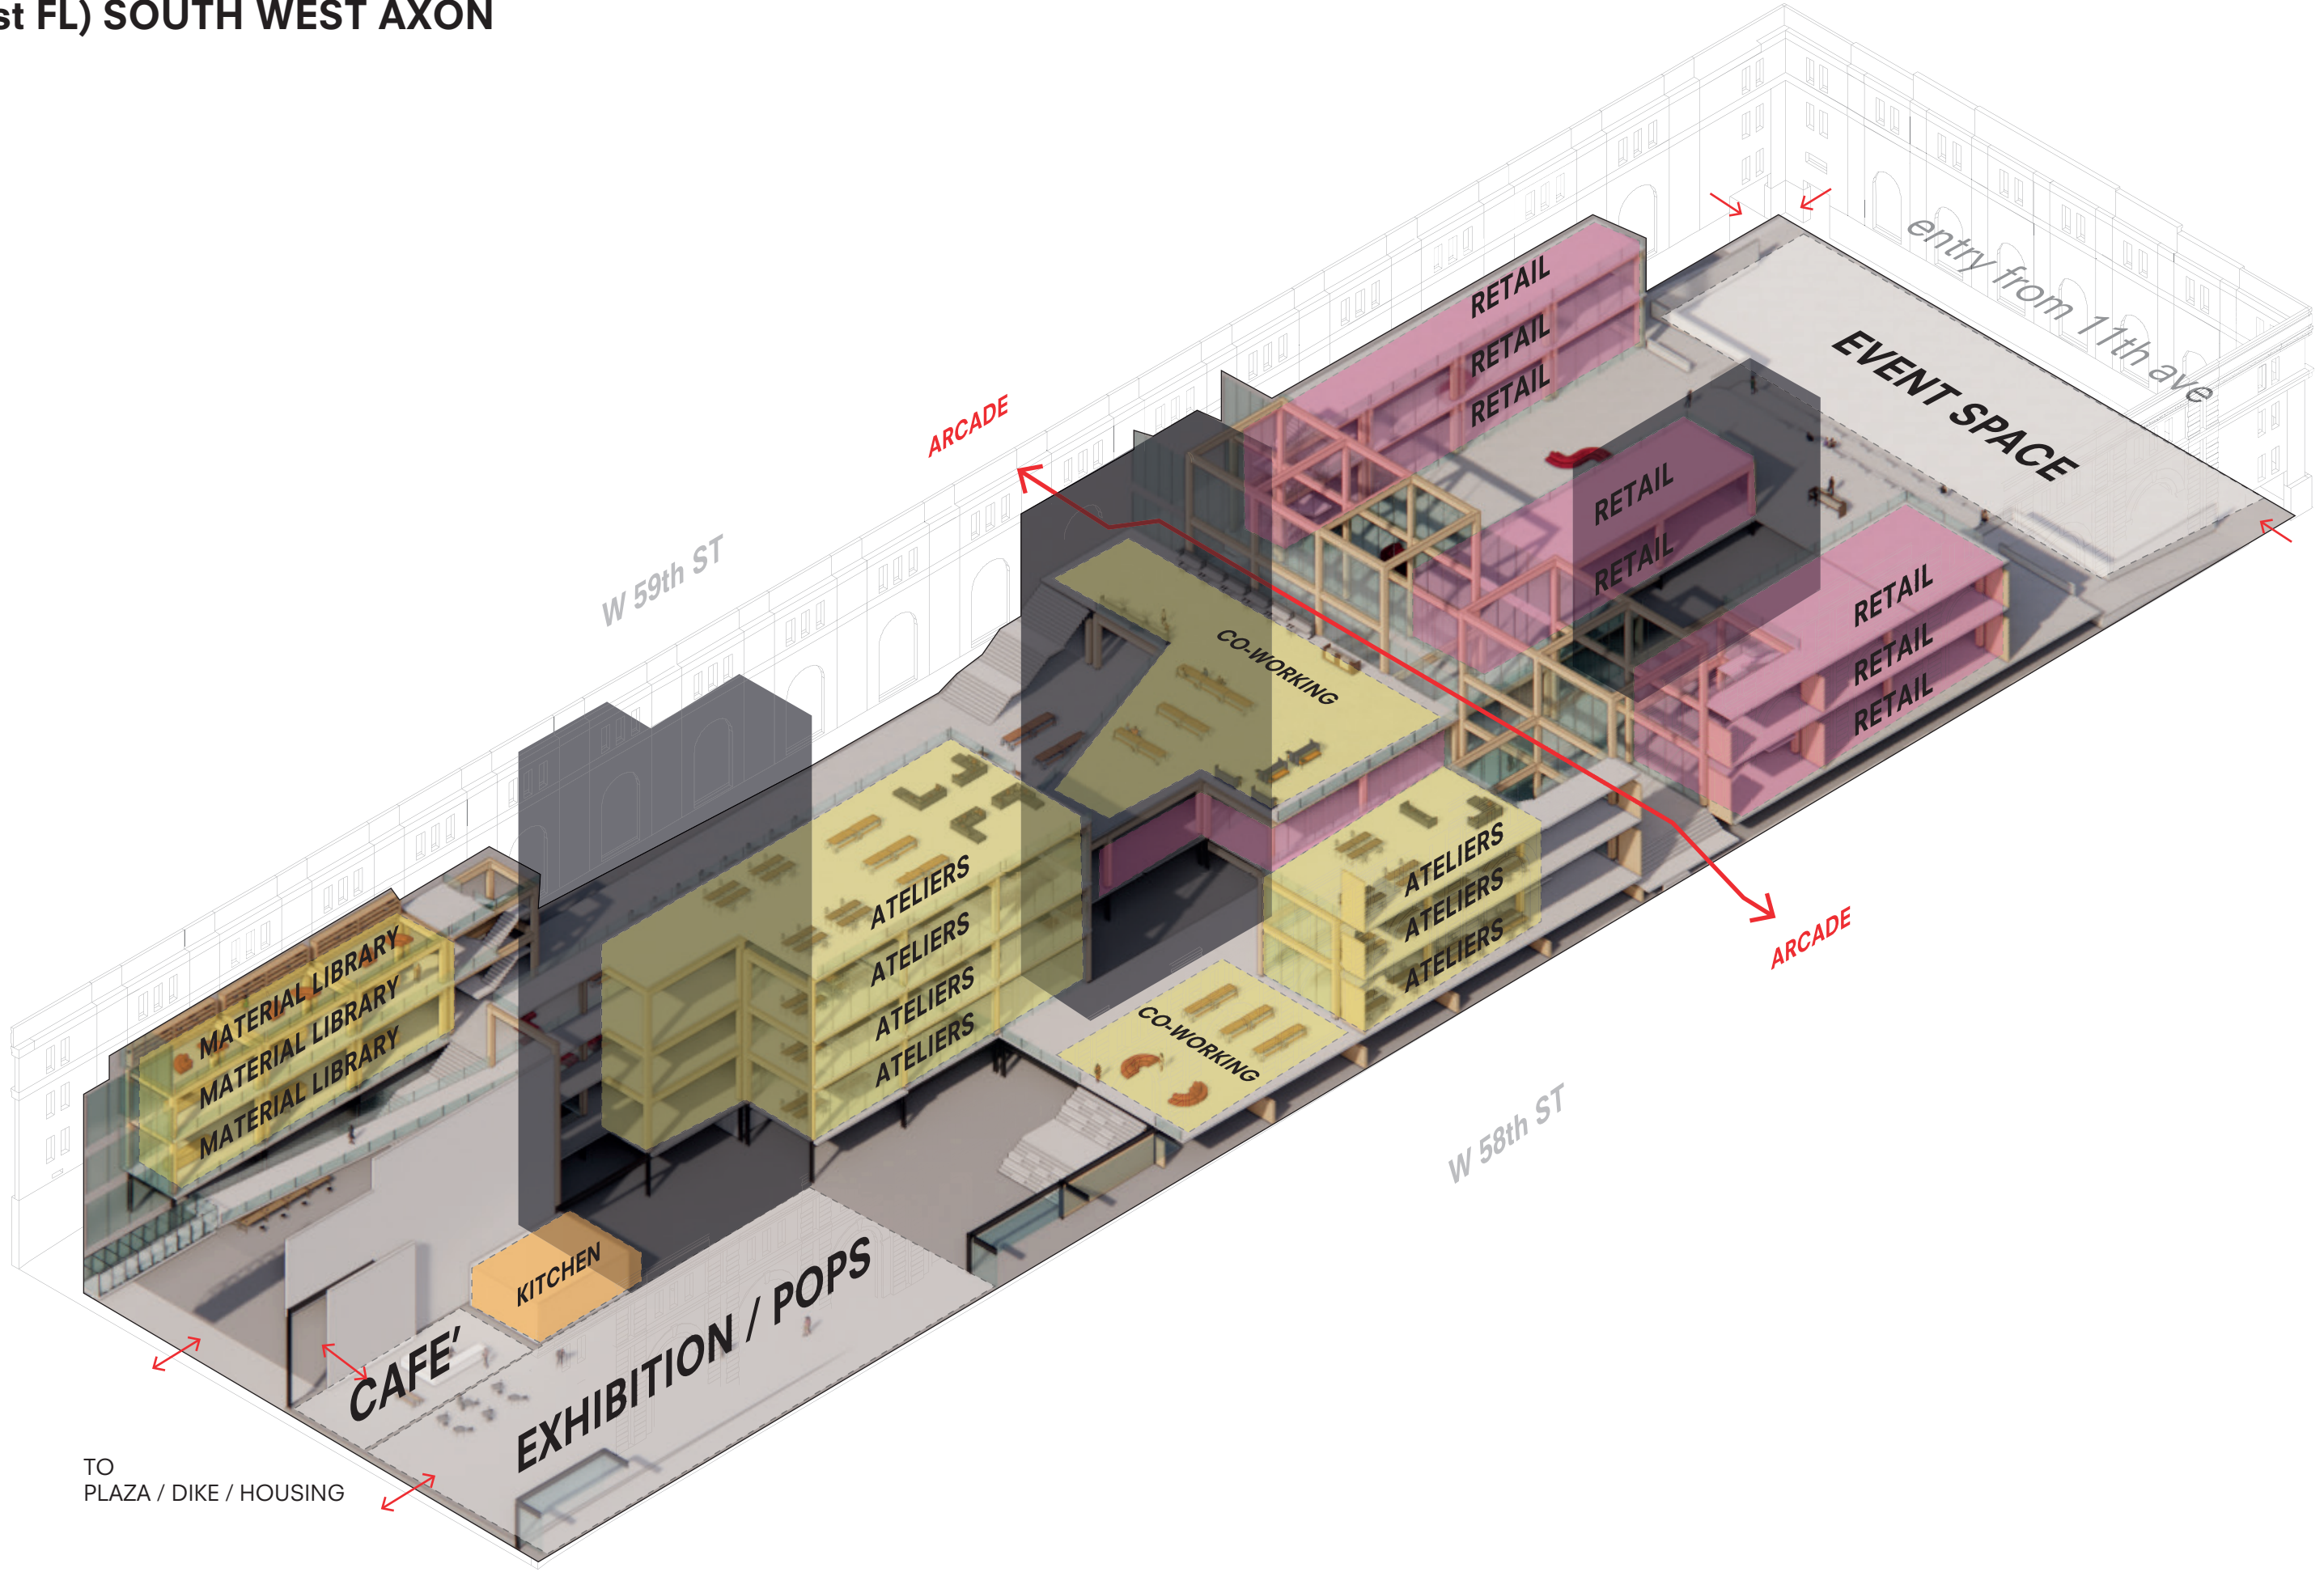 st FL) SOUTH WEST AXON
entry from 11th ave
EVENT SPACE
RETAIL
RETAIL
RETAIL
ARCADE
RETAIL
RETAIL
W 59th ST
RETAIL
RETAIL
RETAIL
CO-WORKING
ATELIERS
ATELIERS
ATELIERS
ATELIERS
ATELIERS
ATELIERS
ATELIERS
ARCADE
MATERIAL LIBRARY
MATERIAL LIBRARY
MATERIAL LIBRARY
CO-WORKING
W 58th ST
KITCHEN
CAFE'
EXHIBITION / POPS
TO
PLAZA / DIKE / HOUSING